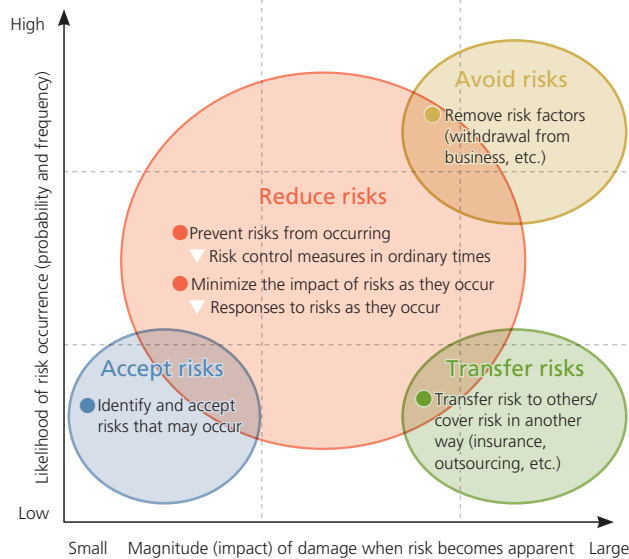 High
Likelihood of risk occurrence (probability and frequency)
Low
Avoid risks
Remove risk factors
(withdrawal from
business, etc.)
Reduce risks
Prevent risks from occurring
Risk control measures in ordinary times
Minimize the impact of risks as they occur
Responses to risks as they occur
Accept risks
Identify and accept
risks that may occur
Transfer risks
Transfer risk to others/
cover risk in another
way (insurance,
outsourcing, etc.)
Small Magnitude (impact) of damage when risk becomes apparent Large